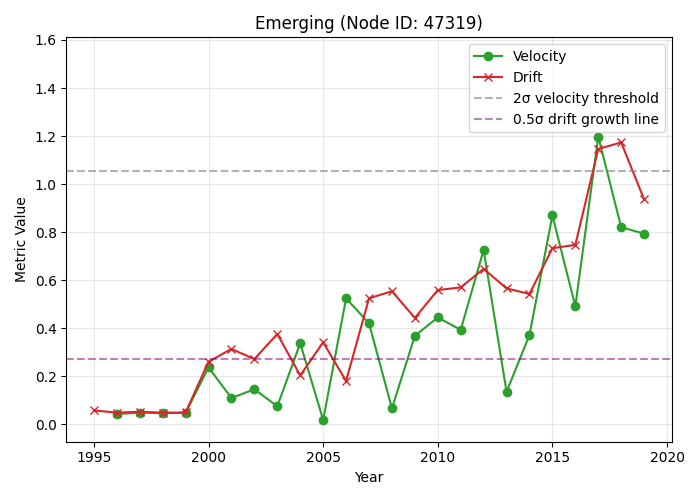 Emerging (Node ID: 47319)
Velocity
Drift
2σ velocity threshold
0.5σ drift growth line
Metric Value
1.6
1.4
1.2
1.0
0.8
0.6
0.4
0.2
0.0
1995
2000
2005
2010
2015
2020
Year